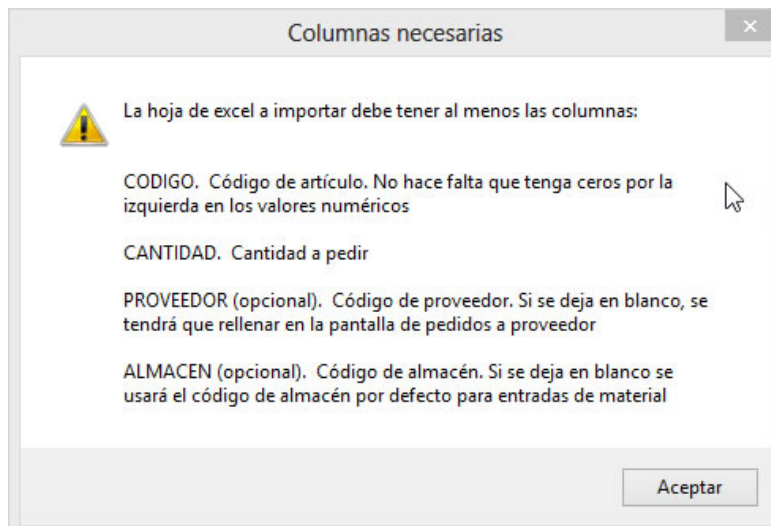 Columnas necesarias
La hoja de excel a importar debe tener al menos las columnas:
CODIGO.  Código de artículo. No hace falta que tenga ceros por la
izquierda en los valores numéricos
CANTIDAD.  Cantidad a pedir
PROVEEDOR (opcional).  Código de proveedor. Si se deja en blanco, se
tendrá que rellenar en la pantalla de pedidos a proveedor
ALMACEN (opcional).  Código de almacén. Si se deja en blanco se
usará el código de almacén por defecto para entradas de material
Aceptar